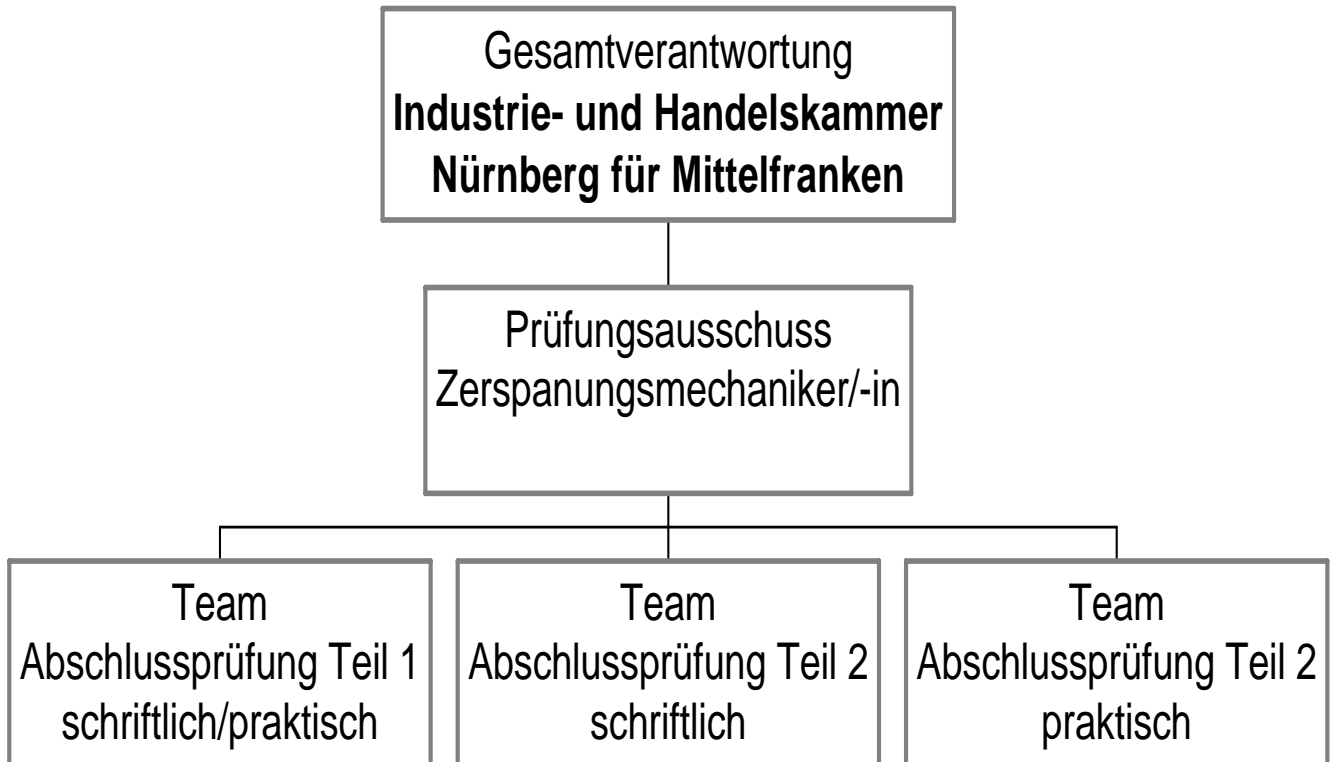 Gesamtverantwortung
Industrie- und Handelskammer
Nürnberg für Mittelfranken
Prüfungsausschuss
Zerspanungsmechaniker/-in
Team
Abschlussprüfung Teil 1
schriftlich/praktisch
Team
Abschlussprüfung Teil 2
schriftlich
Team
Abschlussprüfung Teil 2
praktisch